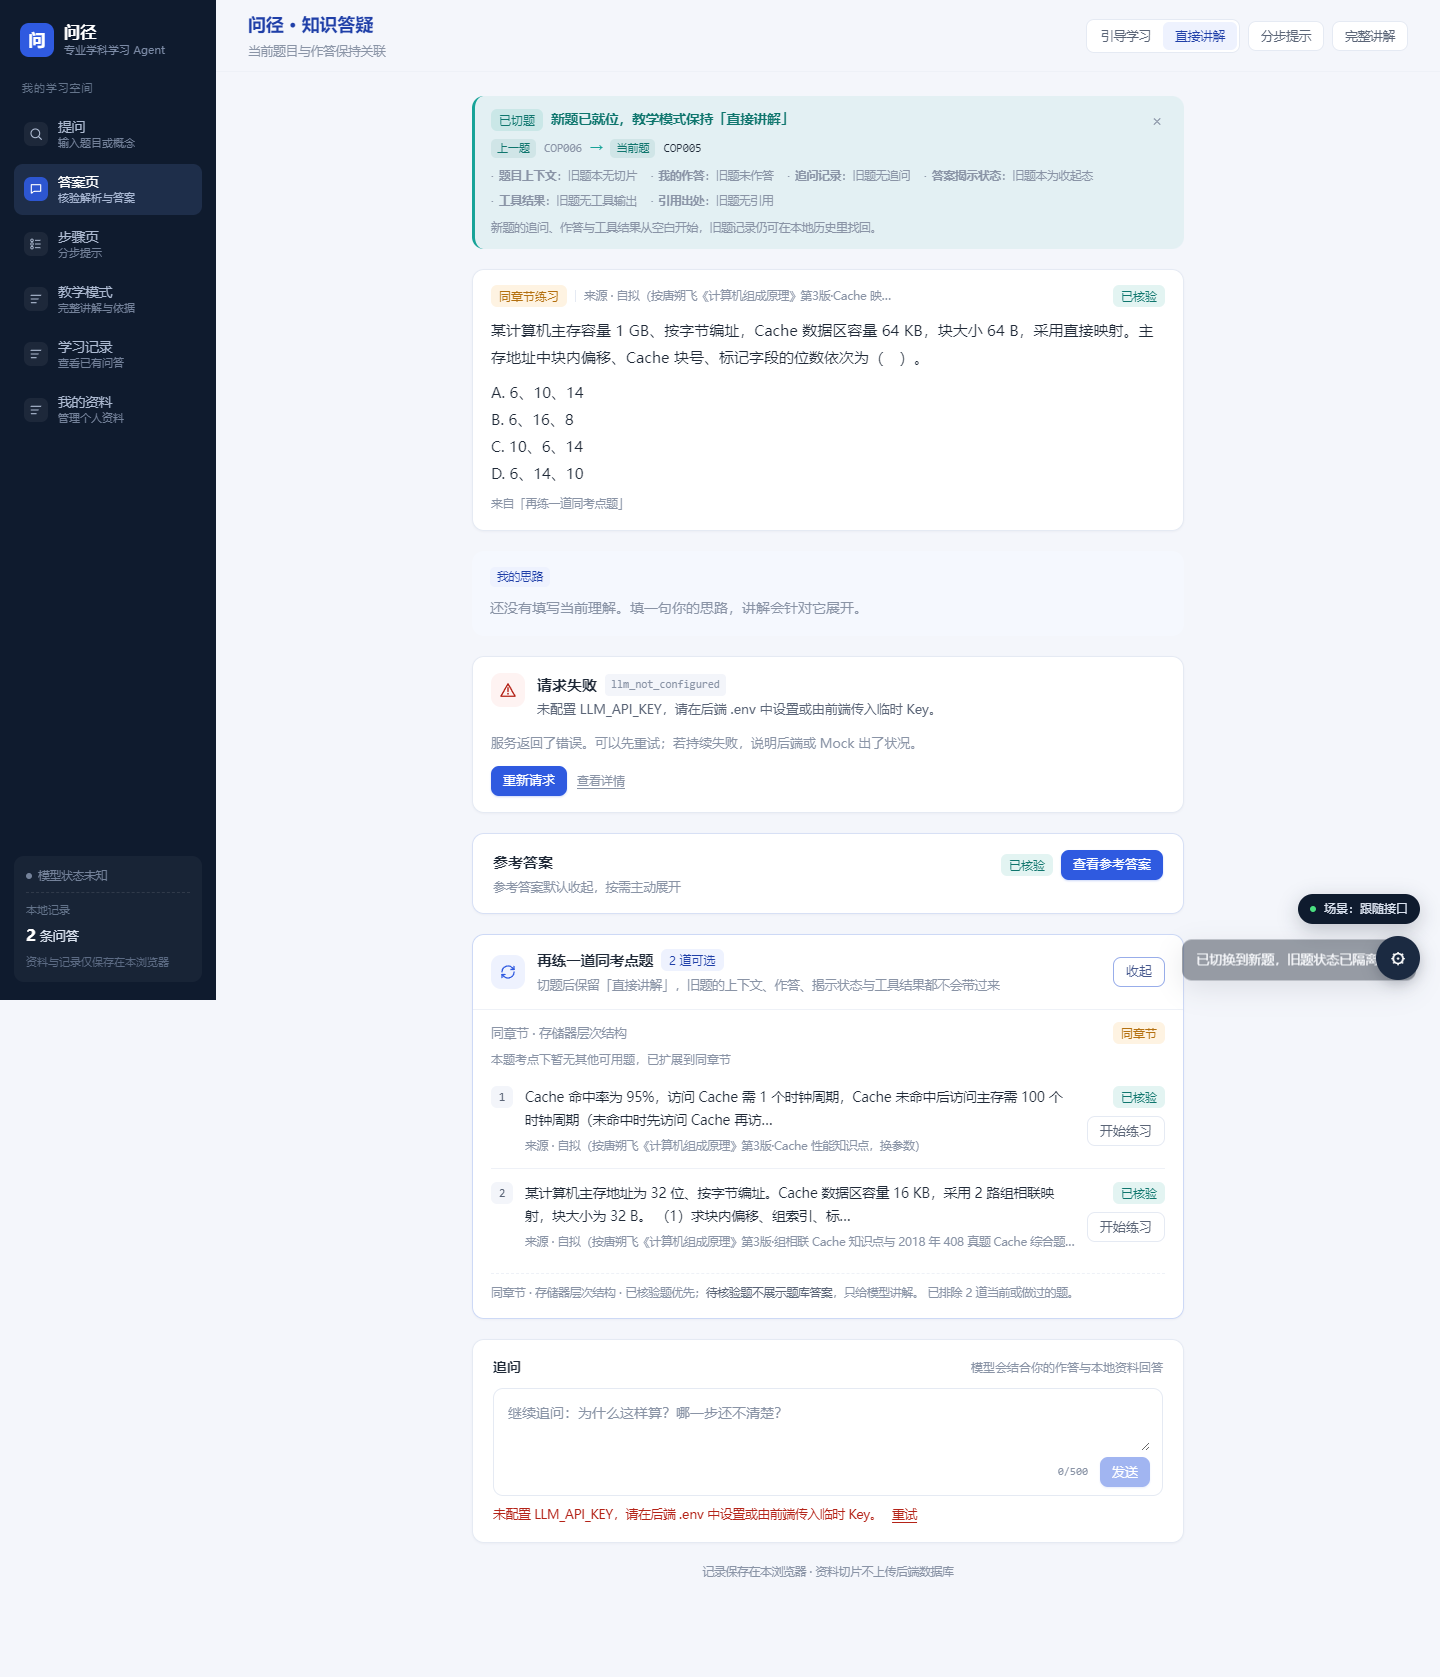 问
问径
专业学科学习 Agent
我的学习空间
提问
输入题目或概念
答案页
核验解析与答案
步骤页
分步提示
教学模式
完整讲解与依据
学习记录
查看已有问答
我的资料
管理个人资料
模型状态未知
本地记录
2 条问答
资料与记录仅保存在本浏览器
问径 · 知识答疑
当前题目与作答保持关联
引导学习 直接讲解 分步提示 完整讲解
已切题 新题已就位，教学模式保持「直接讲解」 ×
上一题 COP006 → 当前题 COP005
· 题目上下文：旧题本无切片 · 我的作答：旧题未作答 · 追问记录：旧题无追问 · 答案揭示状态：旧题本为收起态
· 工具结果：旧题无工具输出 · 引用出处：旧题无引用
新题的追问、作答与工具结果从空白开始，旧题记录仍可在本地历史里找回。
同章节练习 来源 · 自拟（按唐朔飞《计算机组成原理》第3版·Cache 映... 已核验
某计算机主存容量 1 GB、按字节编址，Cache 数据区容量 64 KB，块大小 64 B，采用直接映射。主
存地址中块内偏移、Cache 块号、标记字段的位数依次为（ ）。
A. 6、10、14
B. 6、16、8
C. 10、6、14
D. 6、14、10
来自「再练一道同考点题」
我的思路
还没有填写当前理解。填一句你的思路，讲解会针对它展开。
请求失败 llm_not_configured
未配置 LLM_API_KEY，请在后端 .env 中设置或由前端传入临时 Key。
服务返回了错误。可以先重试；若持续失败，说明后端或 Mock 出了状况。
重新请求 查看详情
参考答案
参考答案默认收起，按需主动展开
已核验 查看参考答案
场景：跟随接口
已切换到新题，旧题状态已隔离
再练一道同考点题 2 道可选
切题后保留「直接讲解」，旧题的上下文、作答、揭示状态与工具结果都不会带过来
收起
同章节 · 存储器层次结构 同章节
本题考点下暂无其他可用题，已扩展到同章节
1 Cache 命中率为 95%，访问 Cache 需 1 个时钟周期，Cache 未命中后访问主存需 100 个
时钟周期（未命中时先访问 Cache 再访...
来源 · 自拟（按唐朔飞《计算机组成原理》第3版·Cache 性能知识点，换参数）
已核验
开始练习
2 某计算机主存地址为 32 位、按字节编址。Cache 数据区容量 16 KB，采用 2 路组相联映
射，块大小为 32 B。 （1）求块内偏移、组索引、标...
来源 · 自拟（按唐朔飞《计算机组成原理》第3版·组相联 Cache 知识点与 2018 年 408 真题 Cache 综合题...
已核验
开始练习
同章节 · 存储器层次结构 · 已核验题优先；待核验题不展示题库答案，只给模型讲解。 已排除 2 道当前或做过的题。
追问 模型会结合你的作答与本地资料回答
继续追问：为什么这样算？哪一步还不清楚？
0/500 发送
未配置 LLM_API_KEY，请在后端 .env 中设置或由前端传入临时 Key。 重试
记录保存在本浏览器 · 资料切片不上传后端数据库